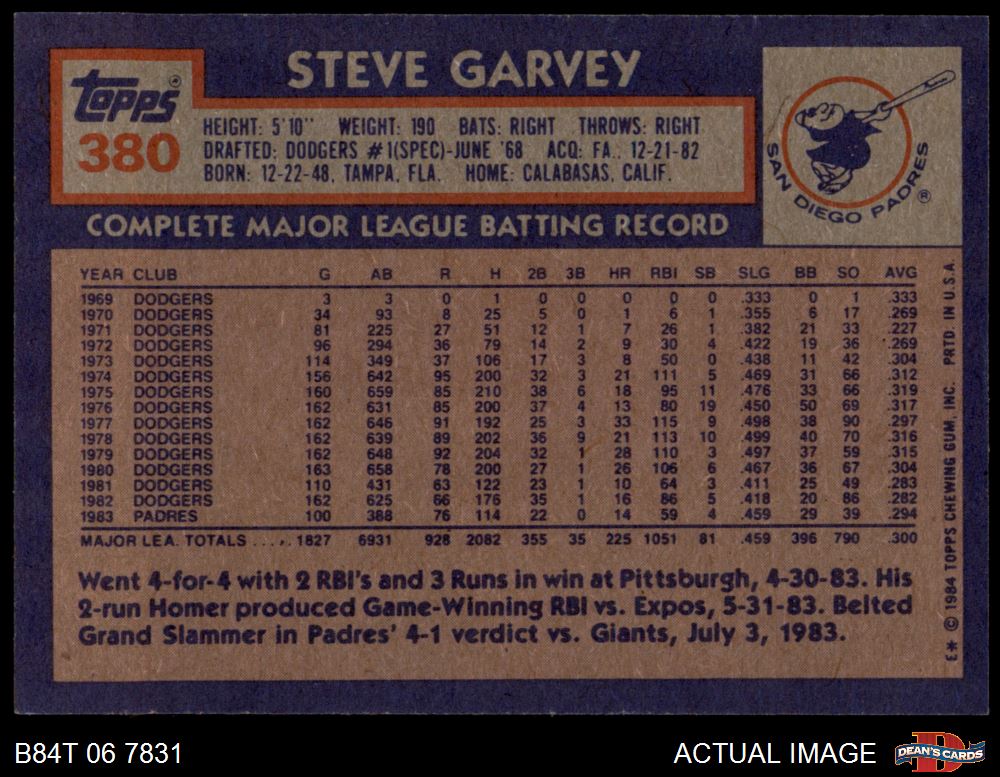 STEVE GARVEY
Topps®
380
HEIGHT: 5'10" WEIGHT: 190 BATS: RIGHT THROWS: RIGHT
DRAFTED: DODGERS #1(SPEC)-JUNE '68 ACQ: FA., 12-21-82
BORN: 12-22-48, TAMPA, FLA. HOME: CALABASAS, CALIF.
SAN DIEGO PADRES®
COMPLETE MAJOR LEAGUE BATTING RECORD
YEAR CLUB G AB R H 2B 3B HR RBI SB SLG BB SO AVG
1969 DODGERS 3 3 0 1 0 0 0 0 0 .333 0 1 .333
1970 DODGERS 34 93 8 25 5 0 1 6 1 .355 6 17 .269
1971 DODGERS 81 225 27 51 12 1 7 26 1 .382 21 33 .227
1972 DODGERS 96 294 36 79 14 2 9 30 4 .422 19 36 .269
1973 DODGERS 114 349 37 106 17 3 8 50 0 .438 11 42 .304
1974 DODGERS 156 642 95 200 32 3 21 111 5 .469 31 66 .312
1975 DODGERS 160 659 85 210 38 6 18 95 11 .476 33 66 .319
1976 DODGERS 162 631 85 200 37 4 13 80 19 .450 50 69 .317
1977 DODGERS 162 646 91 192 25 3 33 115 9 .498 38 90 .297
1978 DODGERS 162 639 89 202 36 9 21 113 10 .499 40 70 .316
1979 DODGERS 162 648 92 204 32 1 28 110 3 .497 37 59 .315
1980 DODGERS 163 658 78 200 27 1 26 106 6 .467 36 67 .304
1981 DODGERS 110 431 63 122 23 1 10 64 3 .411 25 49 .283
1982 DODGERS 162 625 66 176 35 1 16 86 5 .418 20 86 .282
1983 PADRES 100 388 76 114 22 0 14 59 4 .459 29 39 .294
MAJOR LEA. TOTALS ..... 1827 6931 928 2082 355 35 225 1051 81 .459 396 790 .300
Went 4-for-4 with 2 RBI's and 3 Runs in win at Pittsburgh, 4-30-83. His
2-run Homer produced Game-Winning RBI vs. Expos, 5-31-83. Belted
Grand Slammer in Padres' 4-1 verdict vs. Giants, July 3, 1983.
E* © 1984 TOPPS CHEWING GUM, INC. PRTD. IN U.S.A.
B84T 06 7831
ACTUAL IMAGE
DEAN'S CARDS